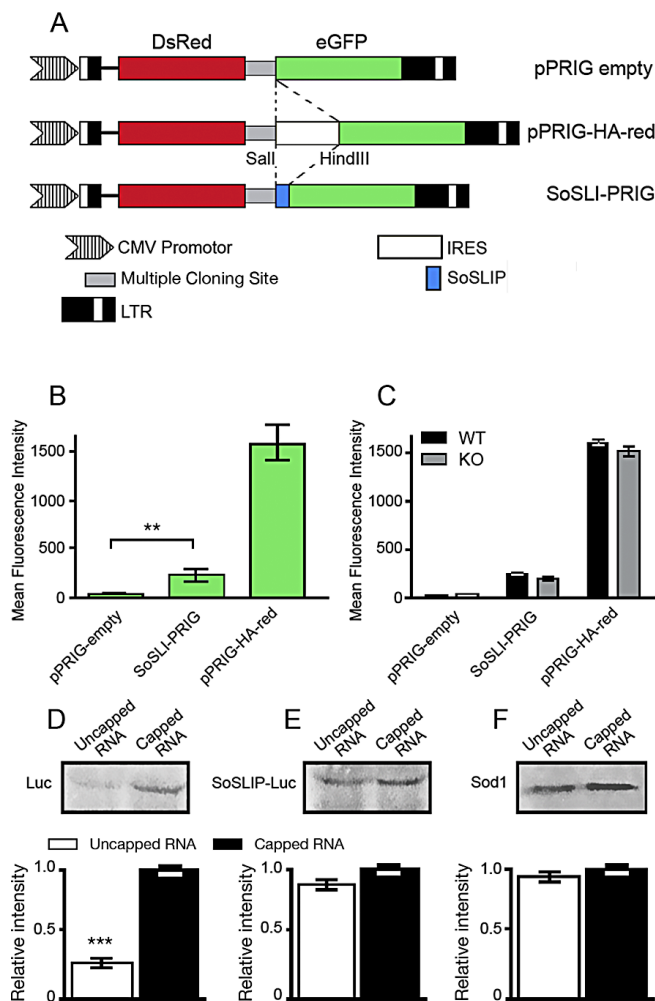 A
DsRed eGFP
pPRIG empty
pPRIG-HA-red
SalI HindIII
SoSLI-PRIG
CMV Promotor IRES
Multiple Cloning Site SoSLIP
LTR
B
Mean Fluorescence Intensity
1500
1000
500
0
**
pPRIG-empty
SoSLI-PRIG
pPRIG-HA-red
C
Mean Fluorescence Intensity
1500
1000
500
0
WT
KO
pPRIG-empty
SoSLI-PRIG
pPRIG-HA-red
D
Uncapped RNA
Capped RNA
Luc
E
Uncapped RNA
Capped RNA
SoSLIP-Luc
F
Uncapped RNA
Capped RNA
Sod1
Uncapped RNA Capped RNA
Relative intensity
1.0
0.5
0
***
Relative intensity
1.0
0.5
0
Relative intensity
1.0
0.5
0